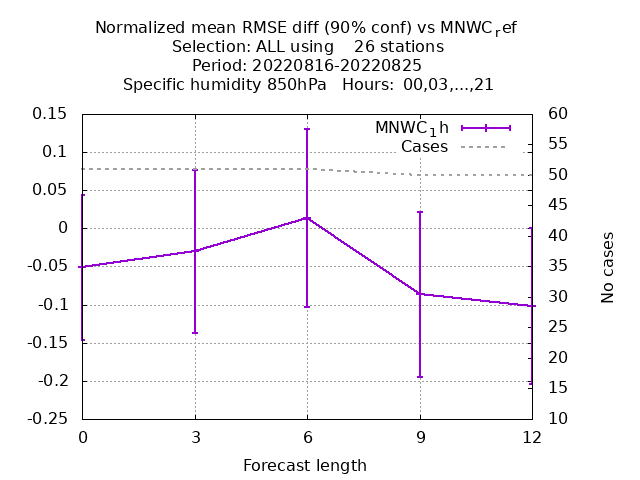 Normalized mean RMSE diff (90% conf) vs MNWC_ref
Selection: ALL using    26 stations
Period: 20220816-20220825
Specific humidity 850hPa   Hours: 00,03,...,21
MNWC_1h
Cases
0.15
0.1
0.05
0
-0.05
-0.1
-0.15
-0.2
-0.25
60
55
50
45
40
35
30
25
20
15
10
No cases
0 3 6 9 12
Forecast length